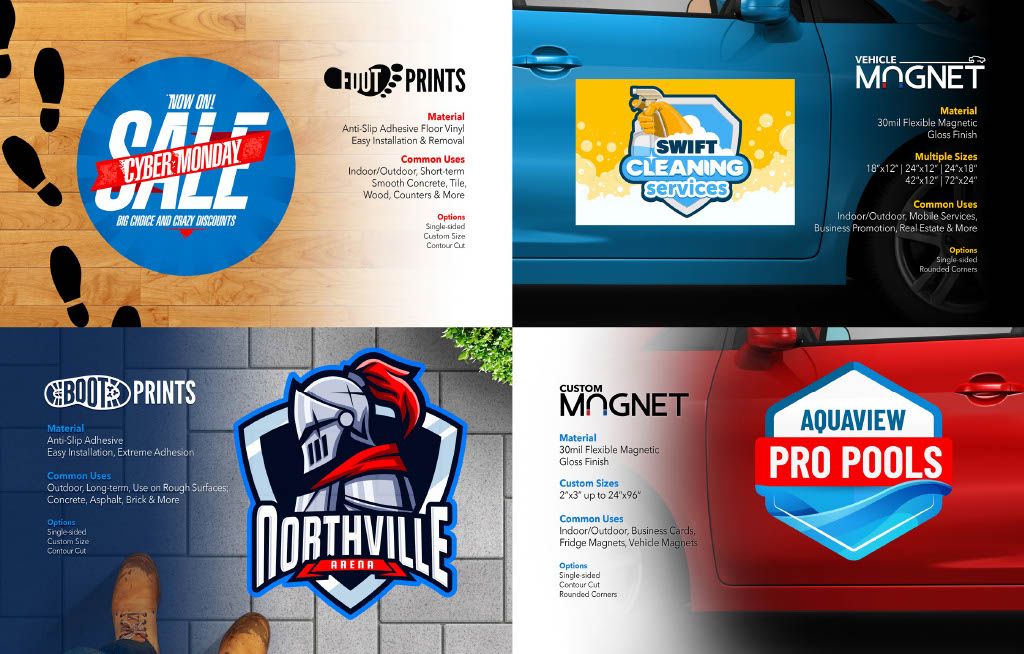 NOW ON!
SALE
CYBER MONDAY
BIG CHOICE AND CRAZY DISCOUNTS
FOOT PRINTS
Material
Anti-Slip Adhesive Floor Vinyl
Easy Installation & Removal
Common Uses
Indoor/Outdoor, Short-term
Smooth Concrete, Tile,
Wood, Counters & More
Options
Single-sided
Custom Size
Contour Cut
SWIFT
CLEANING
services
VEHICLE
MAGNET
Material
30mil Flexible Magnetic
Gloss Finish
Multiple Sizes
18"x12" | 24"x12" | 24"x18"
42"x12" | 72"x24"
Common Uses
Indoor/Outdoor, Mobile Services,
Business Promotion, Real Estate & More
Options
Single-sided
Rounded Corners
BOOT PRINTS
Material
Anti-Slip Adhesive
Easy Installation, Extreme Adhesion
Common Uses
Outdoor, Long-term, Use on Rough Surfaces;
Concrete, Asphalt, Brick & More
Options
Single-sided
Custom Size
Contour Cut
NORTHVILLE
ARENA
CUSTOM
MAGNET
Material
30mil Flexible Magnetic
Gloss Finish
Custom Sizes
2"x3" up to 24"x96"
Common Uses
Indoor/Outdoor, Business Cards,
Fridge Magnets, Vehicle Magnets
Options
Single-sided
Contour Cut
Rounded Corners
AQUAVIEW
PRO POOLS